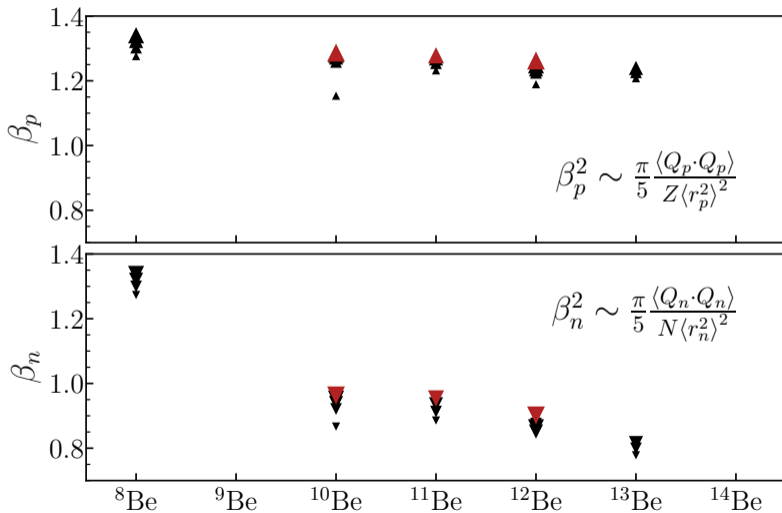 1.4
1.2
1.0
0.8
β_p
β_p^2 ∼ π/5 ⟨Q_p·Q_p⟩/Z⟨r_p^2⟩^2
1.4
1.2
1.0
0.8
β_n
β_n^2 ∼ π/5 ⟨Q_n·Q_n⟩/N⟨r_n^2⟩^2
^8Be ^9Be ^10Be ^11Be ^12Be ^13Be ^14Be